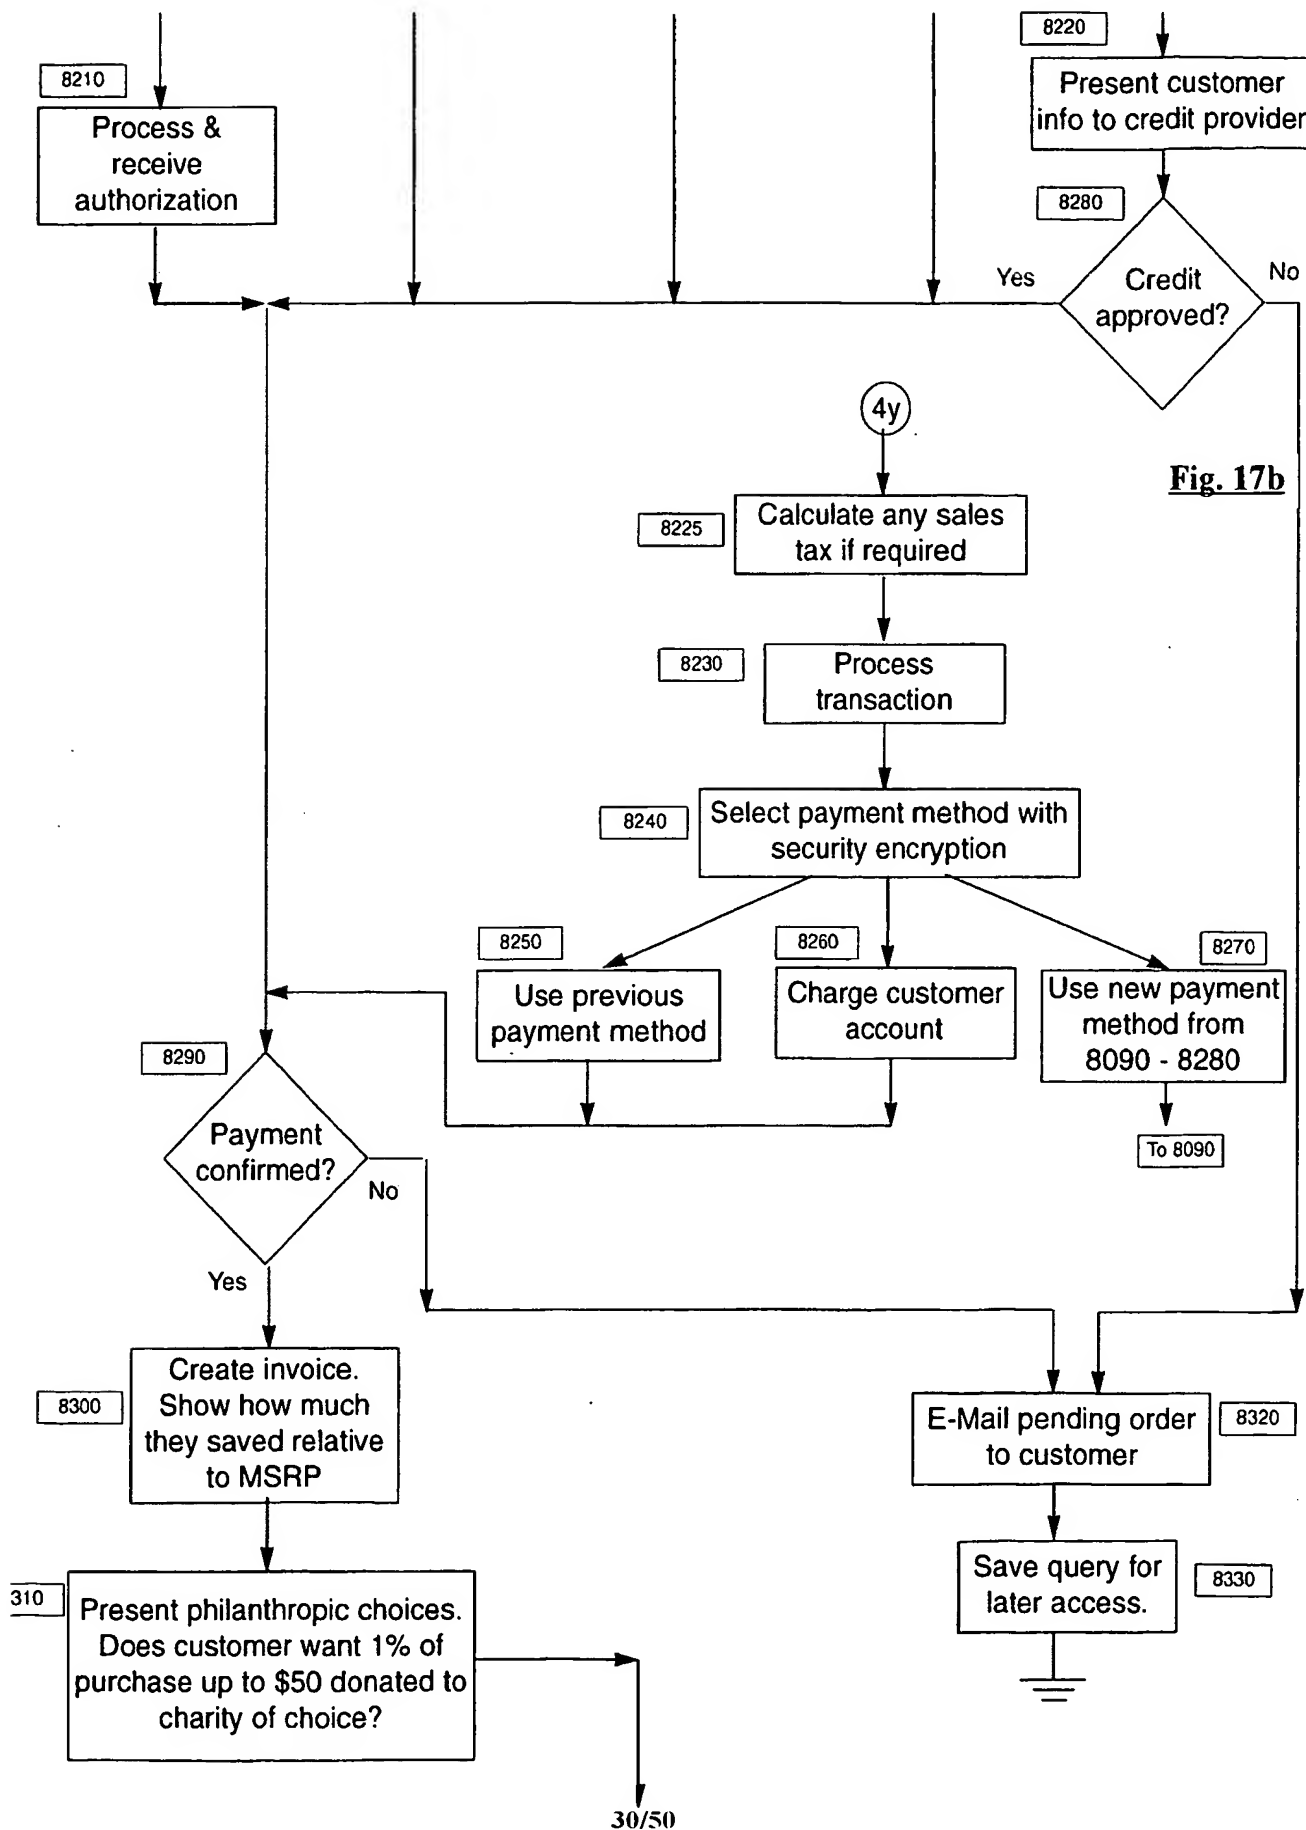 8220
8210
Present customer
info to credit provider
Process &
receive
authorization
8280
Yes
No
Credit
approved?
4y
Fig. 17b
8225
Calculate any sales
tax if required
8230
Process
transaction
8240
Select payment method with
security encryption
8250
8260
8270
Use previous
payment method
Charge customer
account
Use new payment
method from
8090 - 8280
8290
Payment
confirmed?
No
To 8090
Yes
Create invoice.
Show how much
they saved relative
to MSRP
8300
E-Mail pending order
to customer
8320
Save query for
later access.
8330
310
Present philanthropic choices.
Does customer want 1% of
purchase up to $50 donated to
charity of choice?
30/50